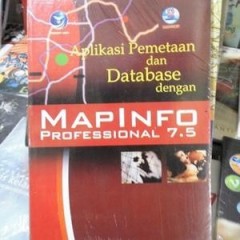 Aplikasi Pemetaan
dan
Database
dengan
MAPINFO
PROFESSIONAL 7.5